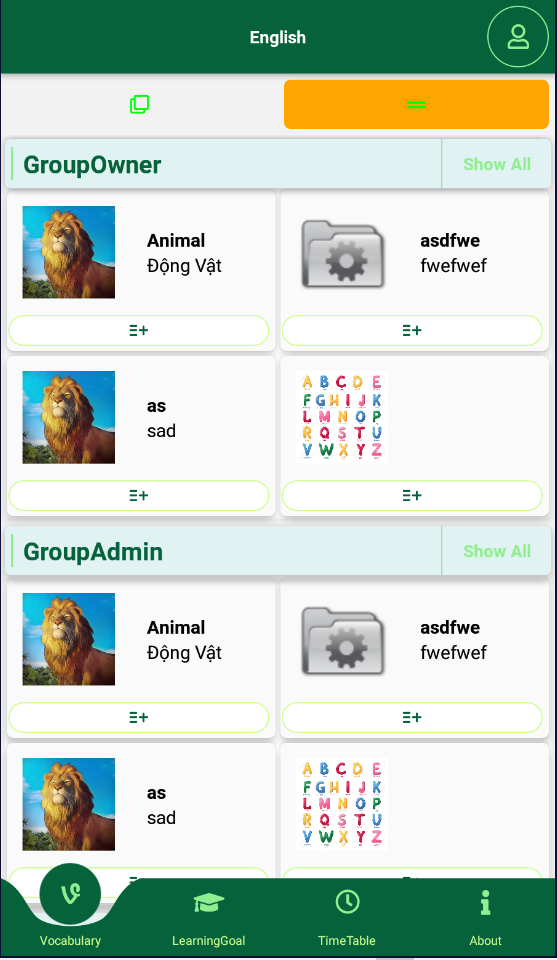 English
GroupOwner
Show All
Animal
Động Vật
asdfwe
fwefwef
as
sad
A B C D E
F G H I J K
L M N O P
R Q S T U
V W X Y Z
GroupAdmin
Show All
Animal
Động Vật
asdfwe
fwefwef
as
sad
A B C D E
F G H I J K
L M N O P
R Q S T U
V W X Y Z
Vocabulary
LearningGoal
TimeTable
About